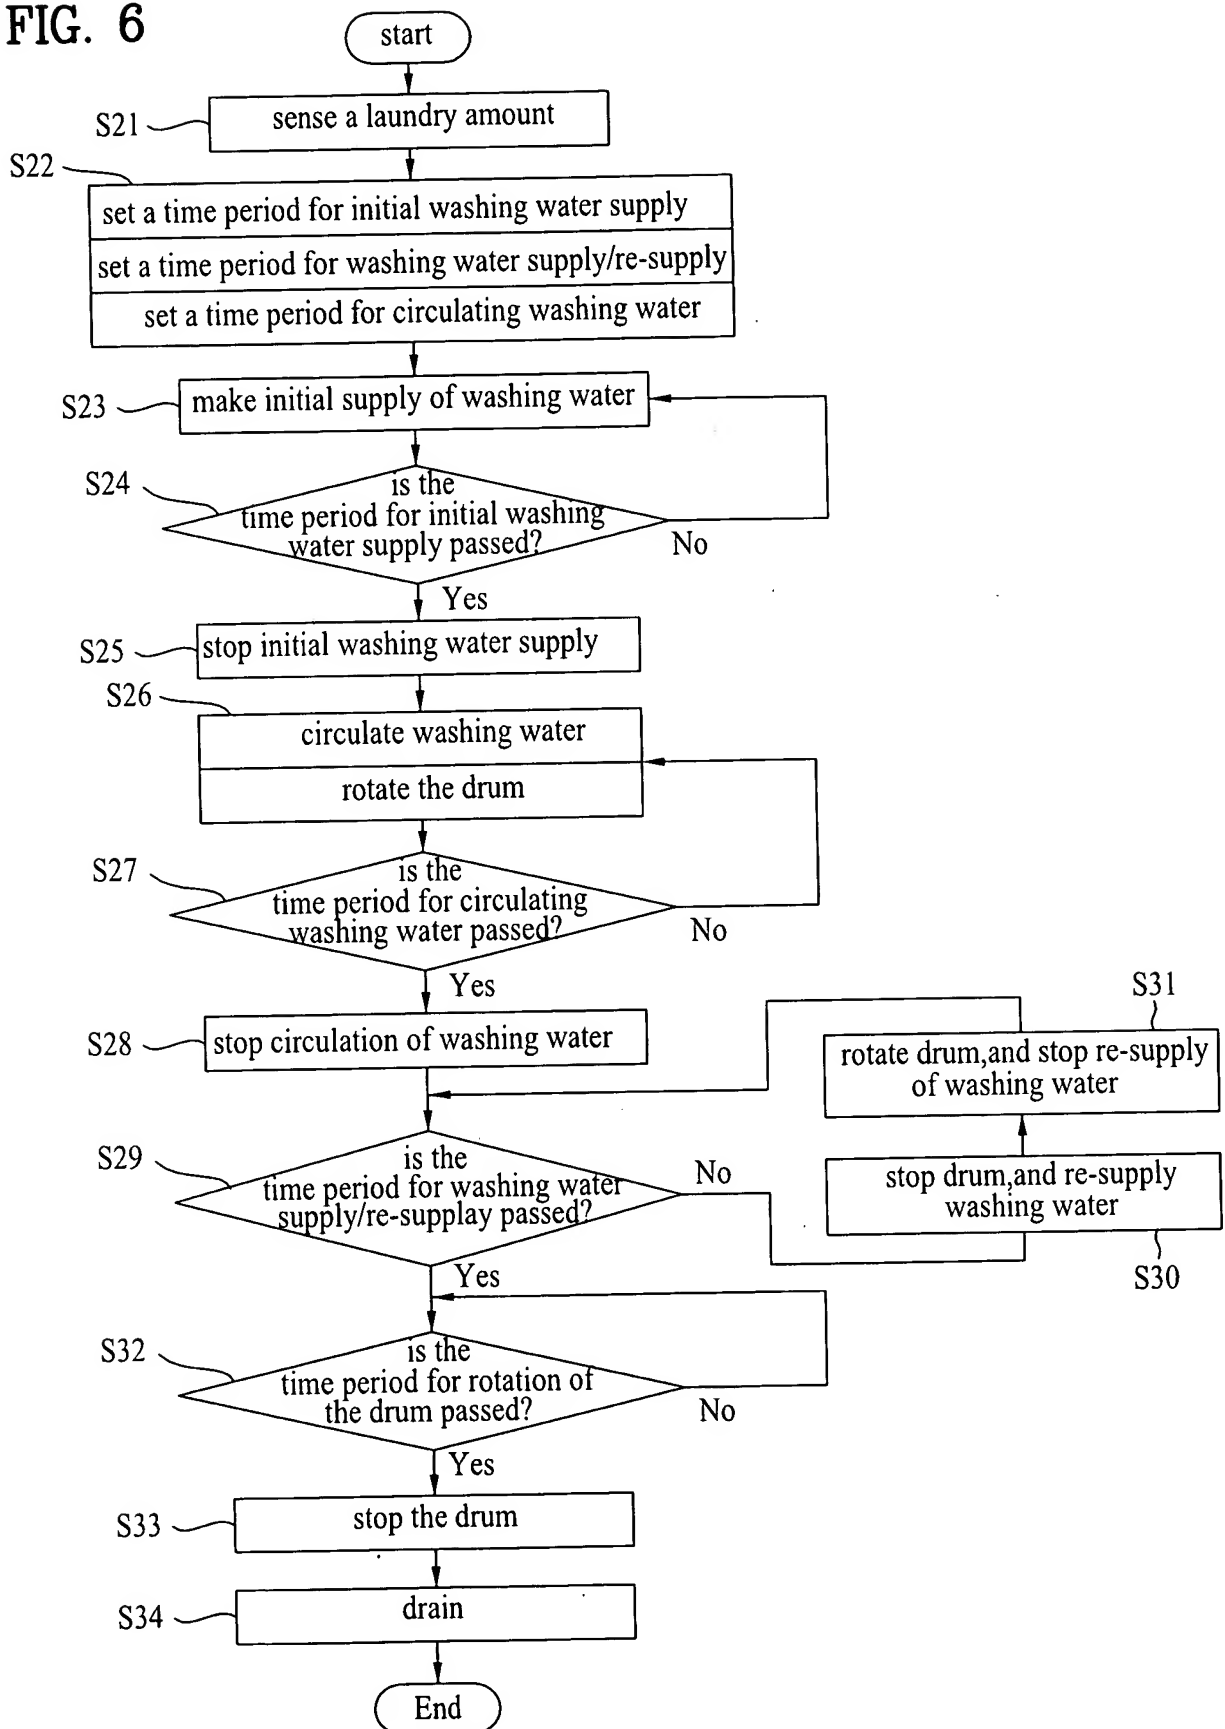 FIG. 6
start
S21
sense a laundry amount
S22
set a time period for initial washing water supply
set a time period for washing water supply/re-supply
set a time period for circulating washing water
S23
make initial supply of washing water
S24
is the
time period for initial washing
water supply passed?
No
Yes
S25
stop initial washing water supply
S26
circulate washing water
rotate the drum
S27
is the
time period for circulating
washing water passed?
No
Yes
S28
stop circulation of washing water
S31
rotate drum,and stop re-supply
of washing water
S29
is the
time period for washing water
supply/re-supplay passed?
No
stop drum,and re-supply
washing water
S30
Yes
S32
is the
time period for rotation of
the drum passed?
No
Yes
S33
stop the drum
S34
drain
End